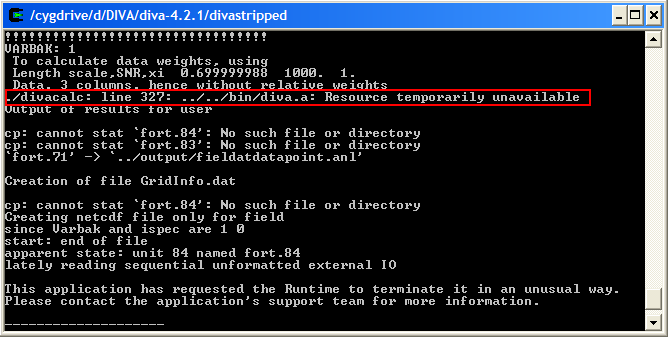 /cygdrive/d/DIVA/diva-4.2.1/divastripped
!!!!!!!!!!!!!!!!!!!!!!!!!!!!!!!!!
VARBAK: 1
To calculate data weights, using
Length scale,SNR,xi 0.699999988 1000. 1.
Data, 3 columns, hence without relative weights
./divacalc: line 327: ../../bin/diva.a: Resource temporarily unavailable
Output of results for user
cp: cannot stat `fort.84': No such file or directory
cp: cannot stat `fort.83': No such file or directory
`fort.71' -> `../output/fieldatdatapoint.anl'
Creation of file GridInfo.dat
cp: cannot stat `fort.84': No such file or directory
Creating netcdf file only for field
since Varbak and ispec are 1 0
start: end of file
apparent state: unit 84 named fort.84
lately reading sequential unformatted external IO
This application has requested the Runtime to terminate it in an unusual way.
Please contact the application's support team for more information.
--------------------